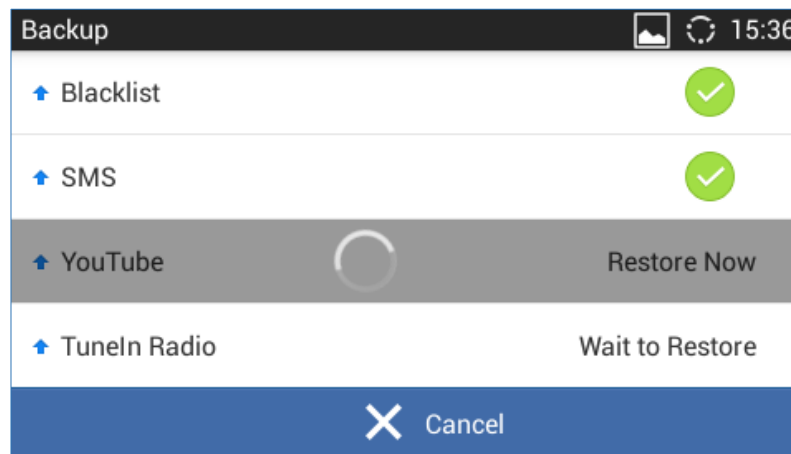 Backup 15:36
Blacklist
SMS
YouTube Restore Now
TuneIn Radio Wait to Restore
Cancel